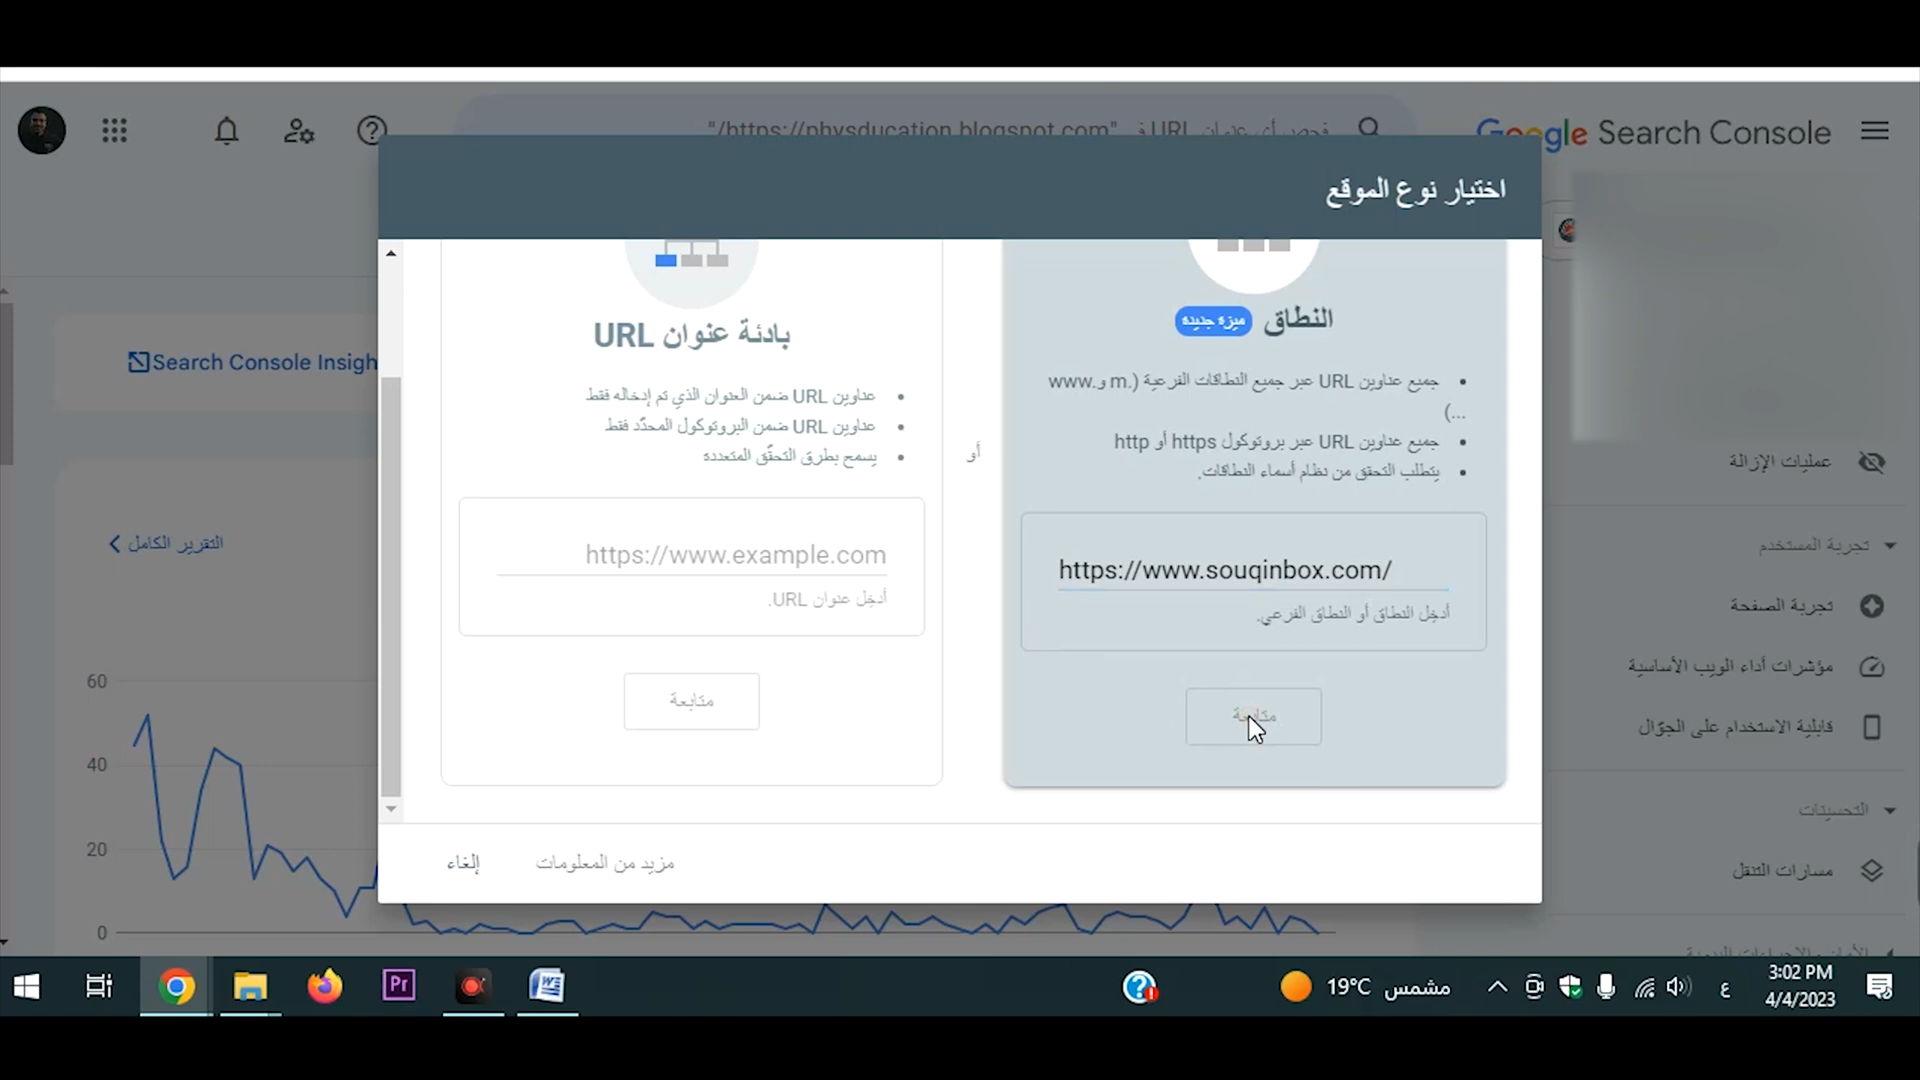 Google Search Console
فحص أي عنوان URL في "https://physducation.blogspot.com/"
اختيار نوع الموقع
النطاق
ميزة جديدة
جميع عناوين URL عبر جميع النطاقات الفرعية (m. و www.
...)
جميع عناوين URL عبر بروتوكول https أو http
يتطلب التحقق من نظام أسماء النطاقات.
https://www.souqinbox.com/
أدخِل النطاق أو النطاق الفرعي.
متابعة
أو
بادئة عنوان URL
عناوين URL ضمن العنوان الذي تم إدخاله فقط
عناوين URL ضمن البروتوكول المحدّد فقط
يسمح بطرق التحقّق المتعددة
https://www.example.com
أدخِل عنوان URL.
متابعة
مزيد من المعلومات
إلغاء
عمليات الإزالة
تجربة المستخدم
تجربة الصفحة
مؤشرات أداء الويب الأساسية
قابلية الاستخدام على الجوّال
التحسينات
مسارات التنقل
Search Console Insigh
التقرير الكامل
60
40
20
0
19°C مشمس
ع
3:02 PM
4/4/2023